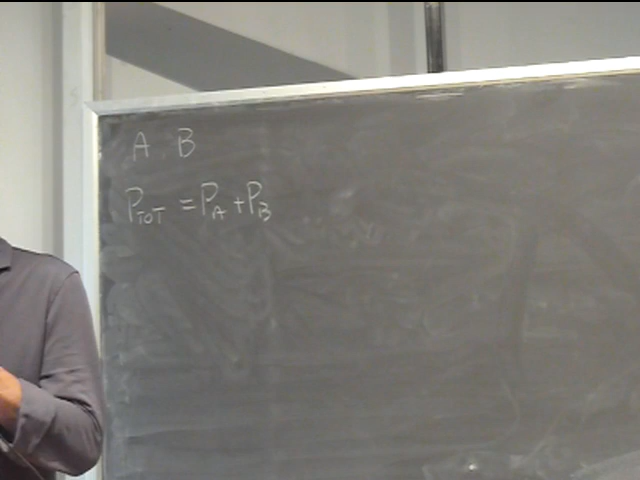 A B
P_TOT = P_A + P_B